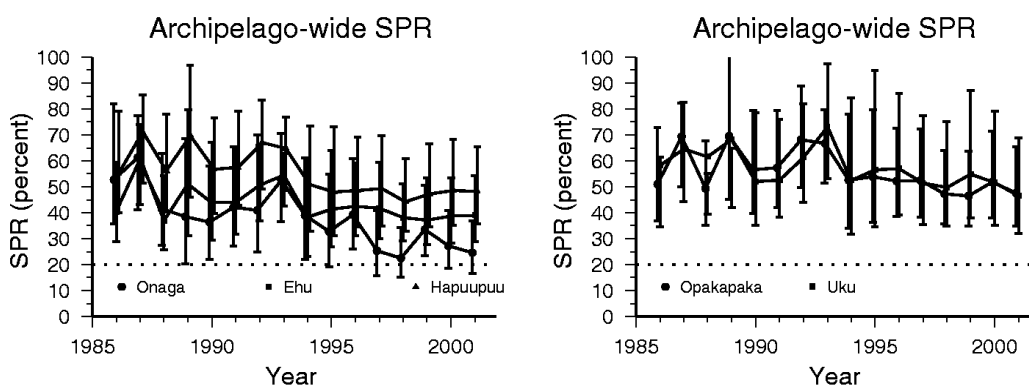 Archipelago-wide SPR
SPR (percent)
100
90
80
70
60
50
40
30
20
10
0
Onaga Ehu Hapuupuu
1985 1990 1995 2000
Year
Archipelago-wide SPR
SPR (percent)
100
90
80
70
60
50
40
30
20
10
0
Opakapaka Uku
1985 1990 1995 2000
Year